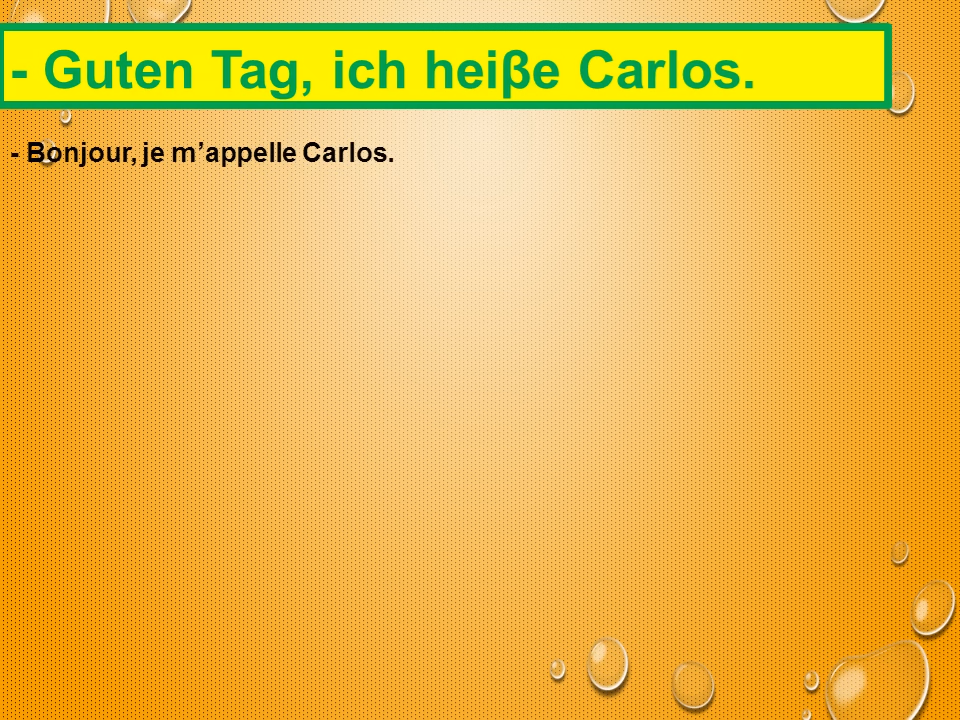 - Guten Tag, ich heiβe Carlos.
- Bonjour, je m’appelle Carlos.